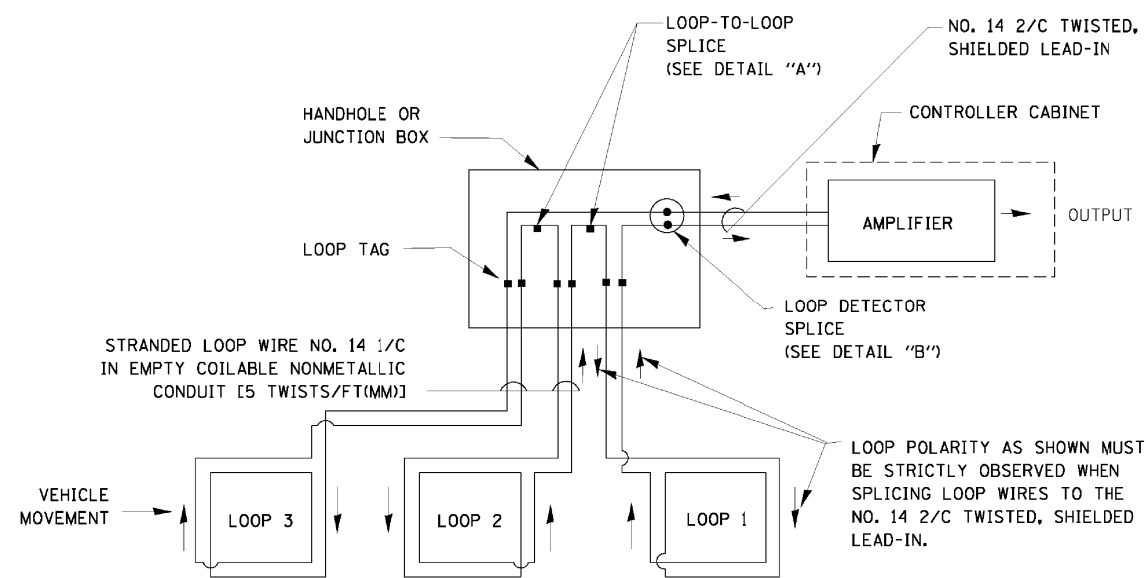 LOOP-TO-LOOP
SPLICE
(SEE DETAIL "A")
NO. 14 2/C TWISTED,
SHIELDED LEAD-IN
HANDHOLE OR
JUNCTION BOX
CONTROLLER CABINET
AMPLIFIER
OUTPUT
LOOP TAG
LOOP DETECTOR
SPLICE
(SEE DETAIL "B")
STRANDED LOOP WIRE NO. 14 1/C
IN EMPTY COILABLE NONMETALLIC
CONDUIT [5 TWISTS/FT(MM)]
LOOP POLARITY AS SHOWN MUST
BE STRICTLY OBSERVED WHEN
SPLICING LOOP WIRES TO THE
NO. 14 2/C TWISTED, SHIELDED
LEAD-IN.
VEHICLE
MOVEMENT
LOOP 3
LOOP 2
LOOP 1